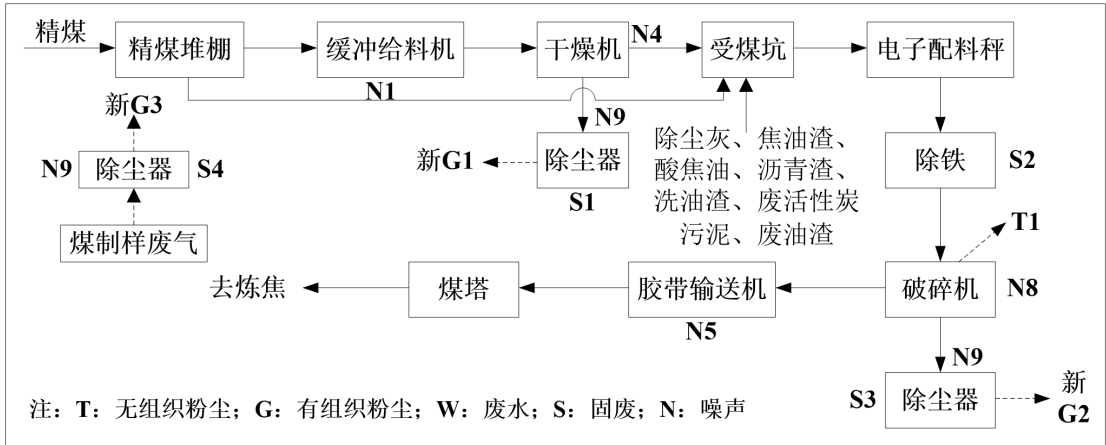 精煤
精煤堆棚
缓冲给料机
干燥机
N4
受煤坑
电子配料秤
N1
新G3
N9
除尘器
S4
煤制样废气
N9
新G1
除尘器
S1
除尘灰、焦油渣、
酸焦油、沥青渣、
洗油渣、废活性炭
污泥、废油渣
除铁
S2
T1
去炼焦
煤塔
胶带输送机
N5
破碎机
N8
N9
S3
除尘器
新
G2
注：T：无组织粉尘；G：有组织粉尘；W：废水；S：固废；N：噪声